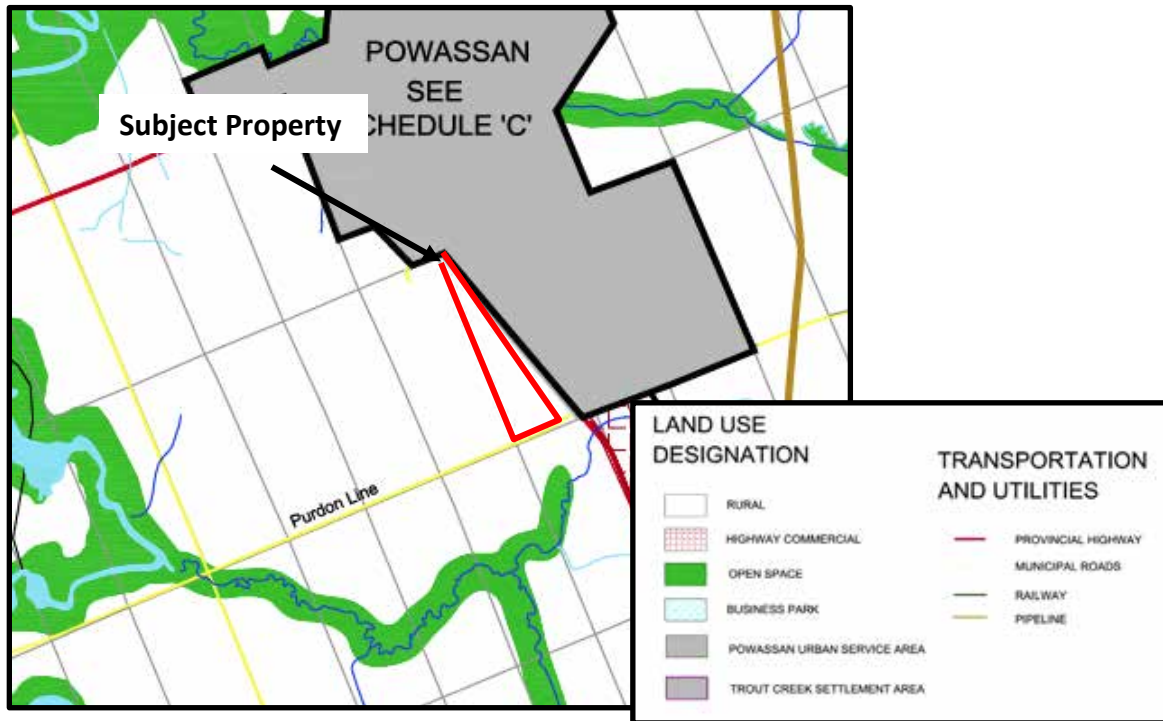 POWASSAN
SEE
CHEDULE 'C'
Subject Property
Purdon Line
LAND USE
DESIGNATION
RURAL
HIGHWAY COMMERCIAL
OPEN SPACE
BUSINESS PARK
POWASSAN URBAN SERVICE AREA
TROUT CREEK SETTLEMENT AREA
TRANSPORTATION
AND UTILITIES
PROVINCIAL HIGHWAY
MUNICIPAL ROADS
RAILWAY
PIPELINE